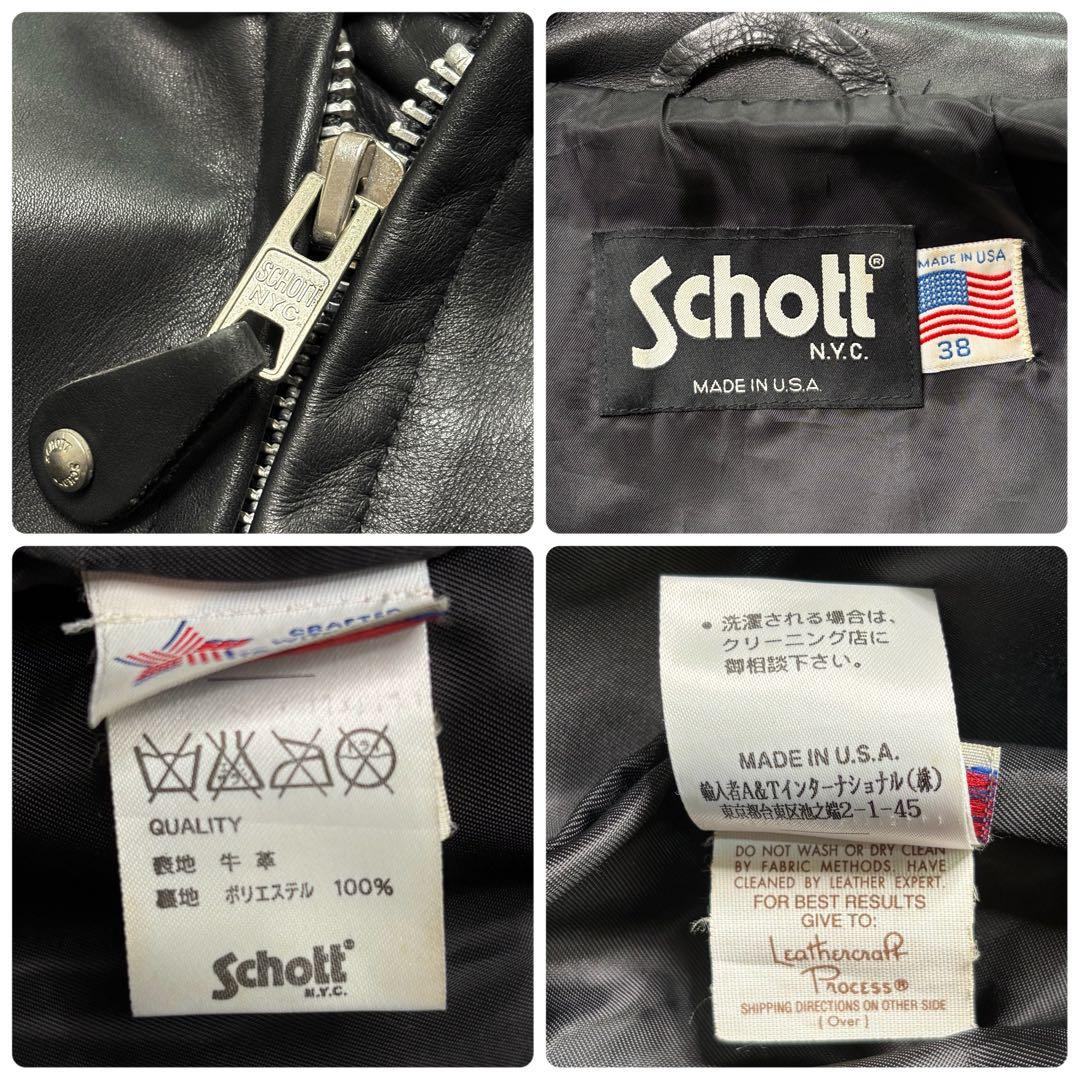 SCHOTT
NYC
Schott®
N.Y.C.
MADE IN U.S.A.
MADE IN USA
38
CRAFTED
QUALITY
表地 牛革
裏地 ポリエステル 100%
Schott®
N.Y.C.
• 洗濯される場合は、
クリーニング店に
御相談下さい。
MADE IN U.S.A.
輸入者A&Tインターナショナル(株)
東京都台東区池之端2-1-45
DO NOT WASH OR DRY CLEAN
BY FABRIC METHODS. HAVE
CLEANED BY LEATHER EXPERT.
FOR BEST RESULTS
GIVE TO:
Leathercraft
Process®
SHIPPING DIRECTIONS ON OTHER SIDE
(Over)